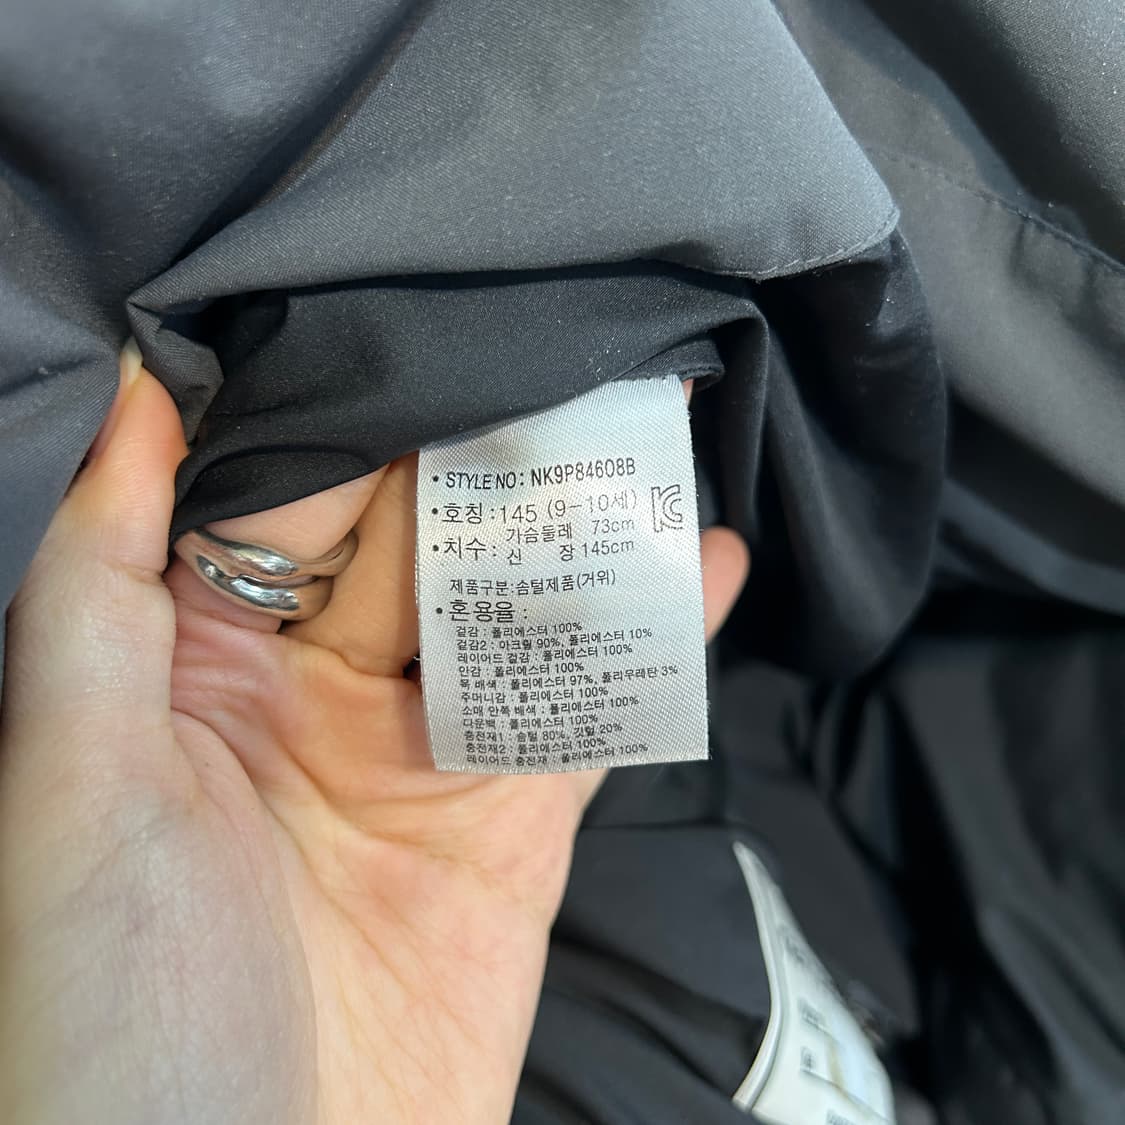 • STYLE NO: NK9P84608B
• 호칭 : 145 (9-10세)
• 치수 : 가슴둘레 73cm
신 장 145cm
제품구분:솜털제품(거위)
• 혼용율 :
겉감 : 폴리에스터 100%
겉감2 : 아크릴 90%, 폴리에스터 10%
레이어드 겉감 : 폴리에스터 100%
안감 : 폴리에스터 100%
목 배색 : 폴리에스터 97%, 폴리우레탄 3%
주머니감 : 폴리에스터 100%
소매 안쪽 배색 : 폴리에스터 100%
다운백 : 폴리에스터 100%
충전재1 : 솜털 80%, 깃털 20%
충전재2 : 폴리에스터 100%
레이어드 충전재 : 폴리에스터 100%